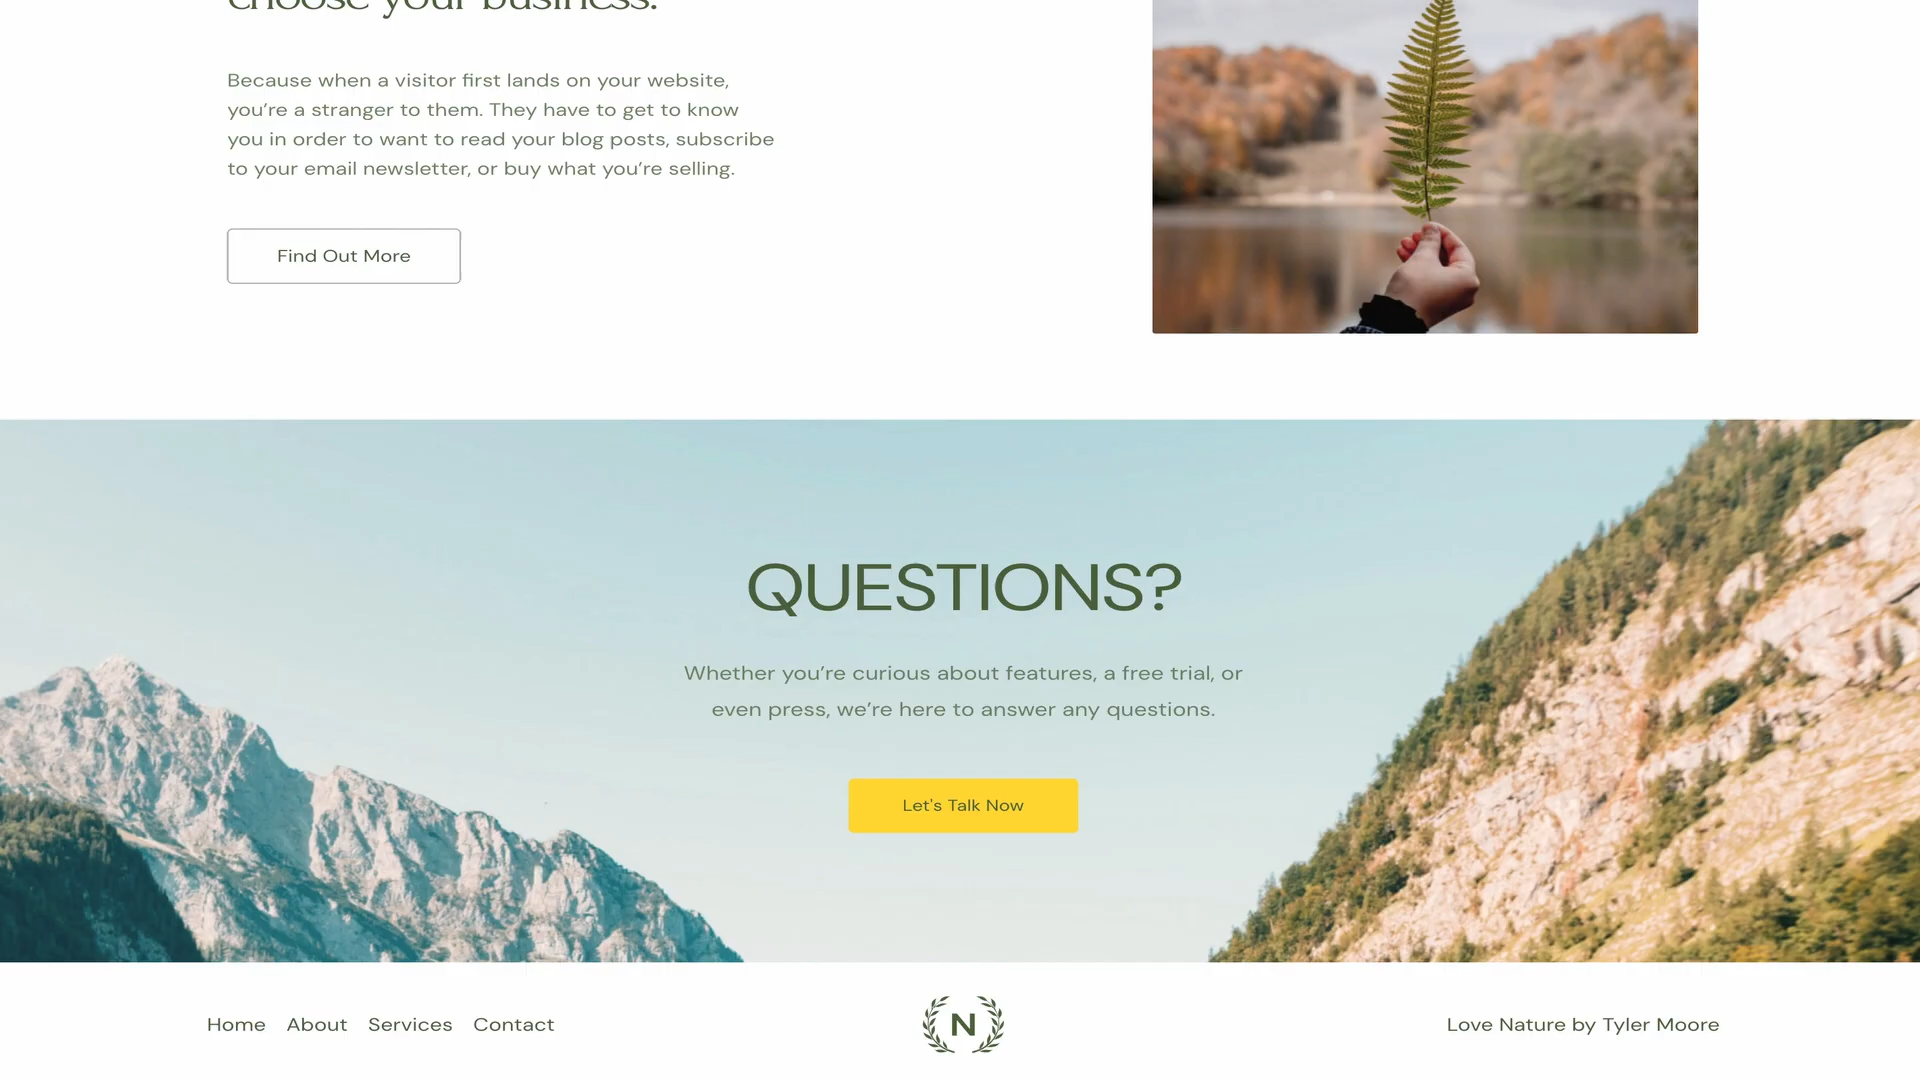 choose your business.
Because when a visitor first lands on your website,
you’re a stranger to them. They have to get to know
you in order to want to read your blog posts, subscribe
to your email newsletter, or buy what you’re selling.
Find Out More
QUESTIONS?
Whether you’re curious about features, a free trial, or
even press, we’re here to answer any questions.
Let's Talk Now
Home About Services Contact
N
Love Nature by Tyler Moore